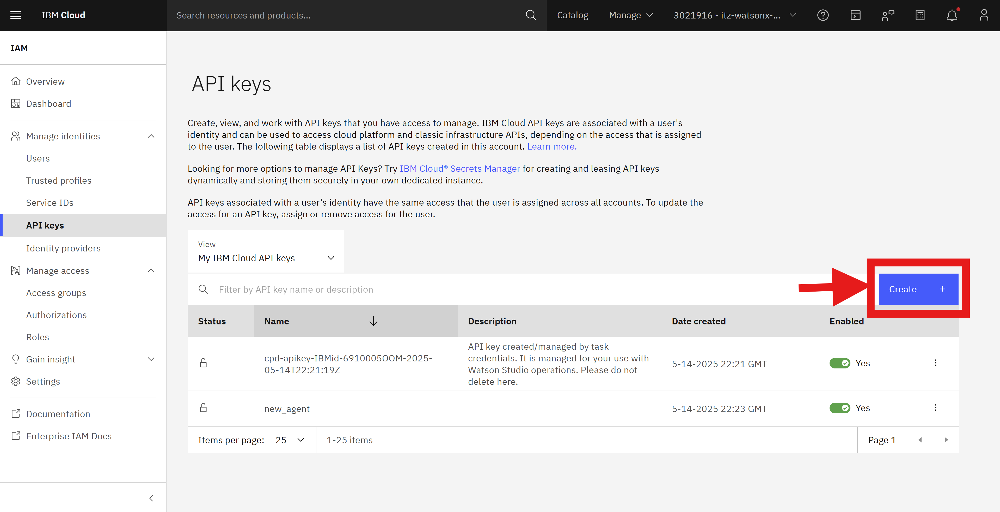 IBM Cloud
Search resources and products...
Catalog
Manage
3021916 - itz-watsonx-...
IAM
Overview
Dashboard
Manage identities
Users
Trusted profiles
Service IDs
API keys
Identity providers
Manage access
Access groups
Authorizations
Roles
Gain insight
Settings
Documentation
Enterprise IAM Docs
API keys
Create, view, and work with API keys that you have access to manage. IBM Cloud API keys are associated with a user's
identity and can be used to access cloud platform and classic infrastructure APIs, depending on the access that is assigned
to the user. The following table displays a list of API keys created in this account. Learn more.
Looking for more options to manage API Keys? Try IBM Cloud® Secrets Manager for creating and leasing API keys
dynamically and storing them securely in your own dedicated instance.
API keys associated with a user’s identity have the same access that the user is assigned across all accounts. To update the
access for an API key, assign or remove access for the user.
View
My IBM Cloud API keys
Filter by API key name or description
Create +
Status Name Description Date created Enabled
cpd-apikey-IBMid-6910005OOM-2025-
05-14T22:21:19Z
API key created/managed by task
credentials. It is managed for your use with
Watson Studio operations. Please do not
delete here.
5-14-2025 22:21 GMT
Yes
new_agent
5-14-2025 22:23 GMT
Yes
Items per page: 25
1-25 items
Page 1